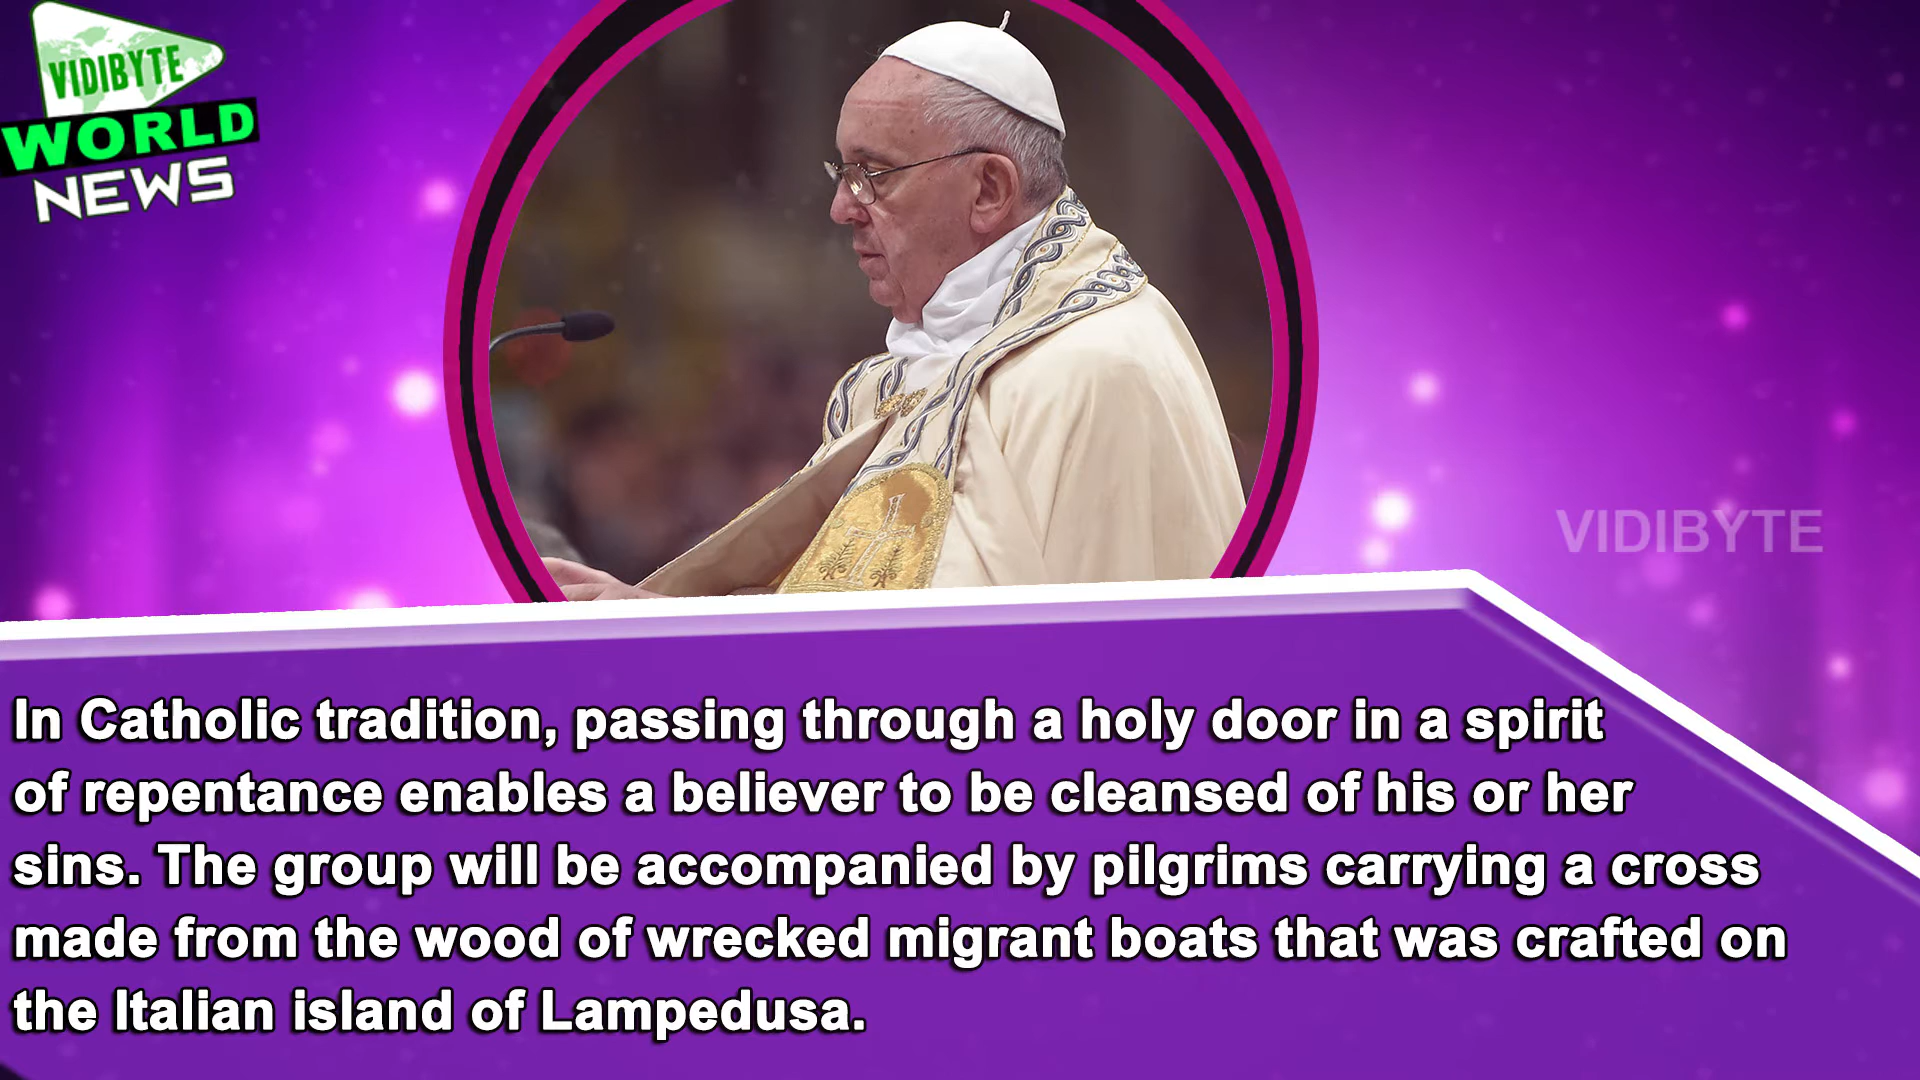 VIDIBYTE
WORLD
NEWS
VIDIBYTE
In Catholic tradition, passing through a holy door in a spirit
of repentance enables a believer to be cleansed of his or her
sins. The group will be accompanied by pilgrims carrying a cross
made from the wood of wrecked migrant boats that was crafted on
the Italian island of Lampedusa.